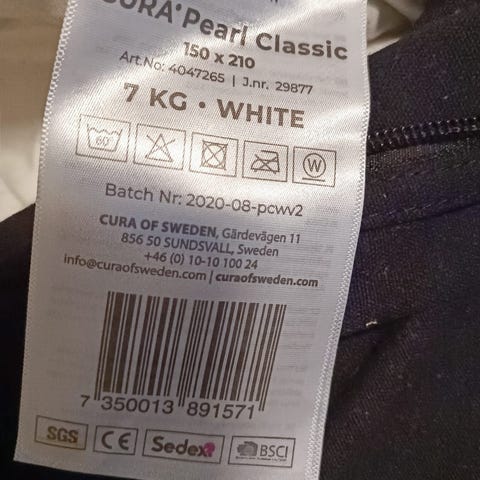 CURA® Pearl Classic
150 x 210
Art.No: 4047265 | J.nr. 29877
7 KG • WHITE
60°
W
Batch Nr: 2020-08-pcwv2
CURA OF SWEDEN, Gärdevägen 11
856 50 SUNDSVALL, Sweden
+46 (0) 10-10 100 24
info@curaofsweden.com | curaofsweden.com
7 350013 891571
SGS CE Sedex BSCI